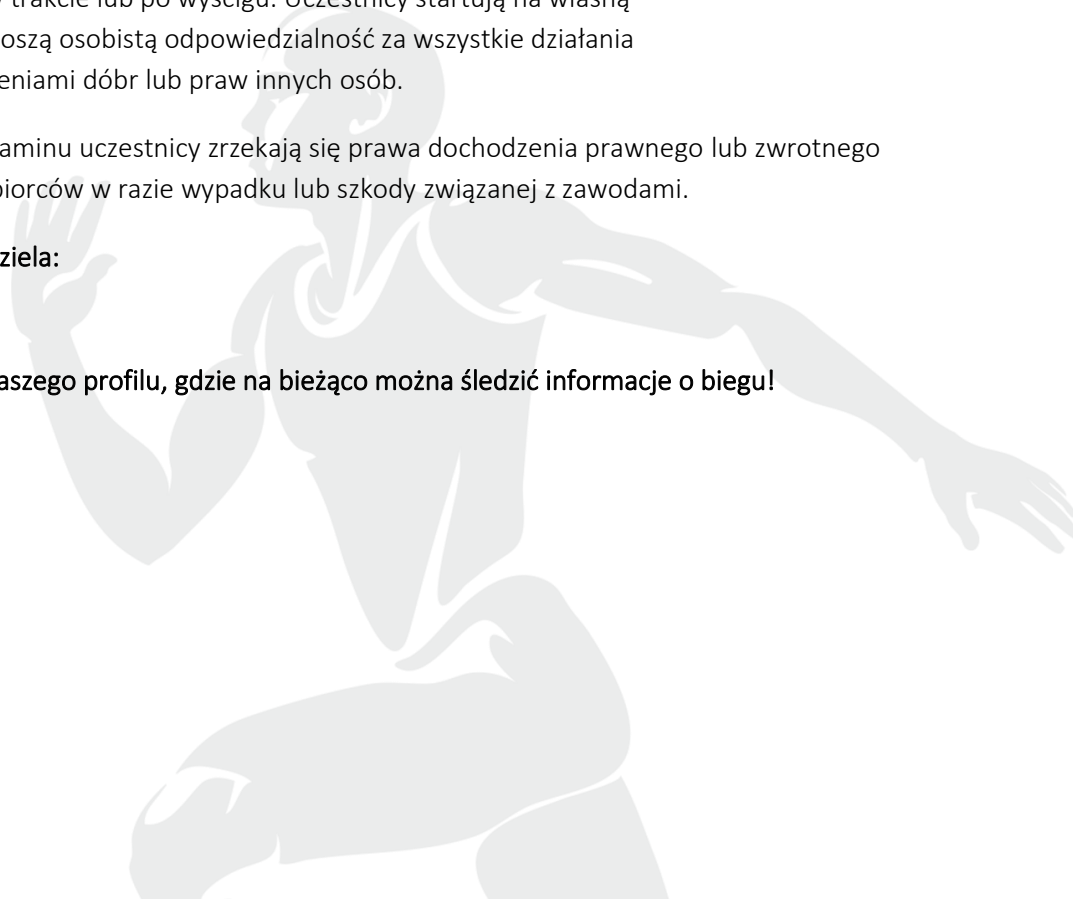 trakcie lub po wyścigu. Uczestnicy startują na własną
oszą osobistą odpowiedzialność za wszystkie działania
eniami dóbr lub praw innych osób.
aminu uczestnicy zrzekają się prawa dochodzenia prawnego lub zwrotnego
biorców w razie wypadku lub szkody związanej z zawodami.
ziela:
aszego profilu, gdzie na bieżąco można śledzić informacje o biegu!